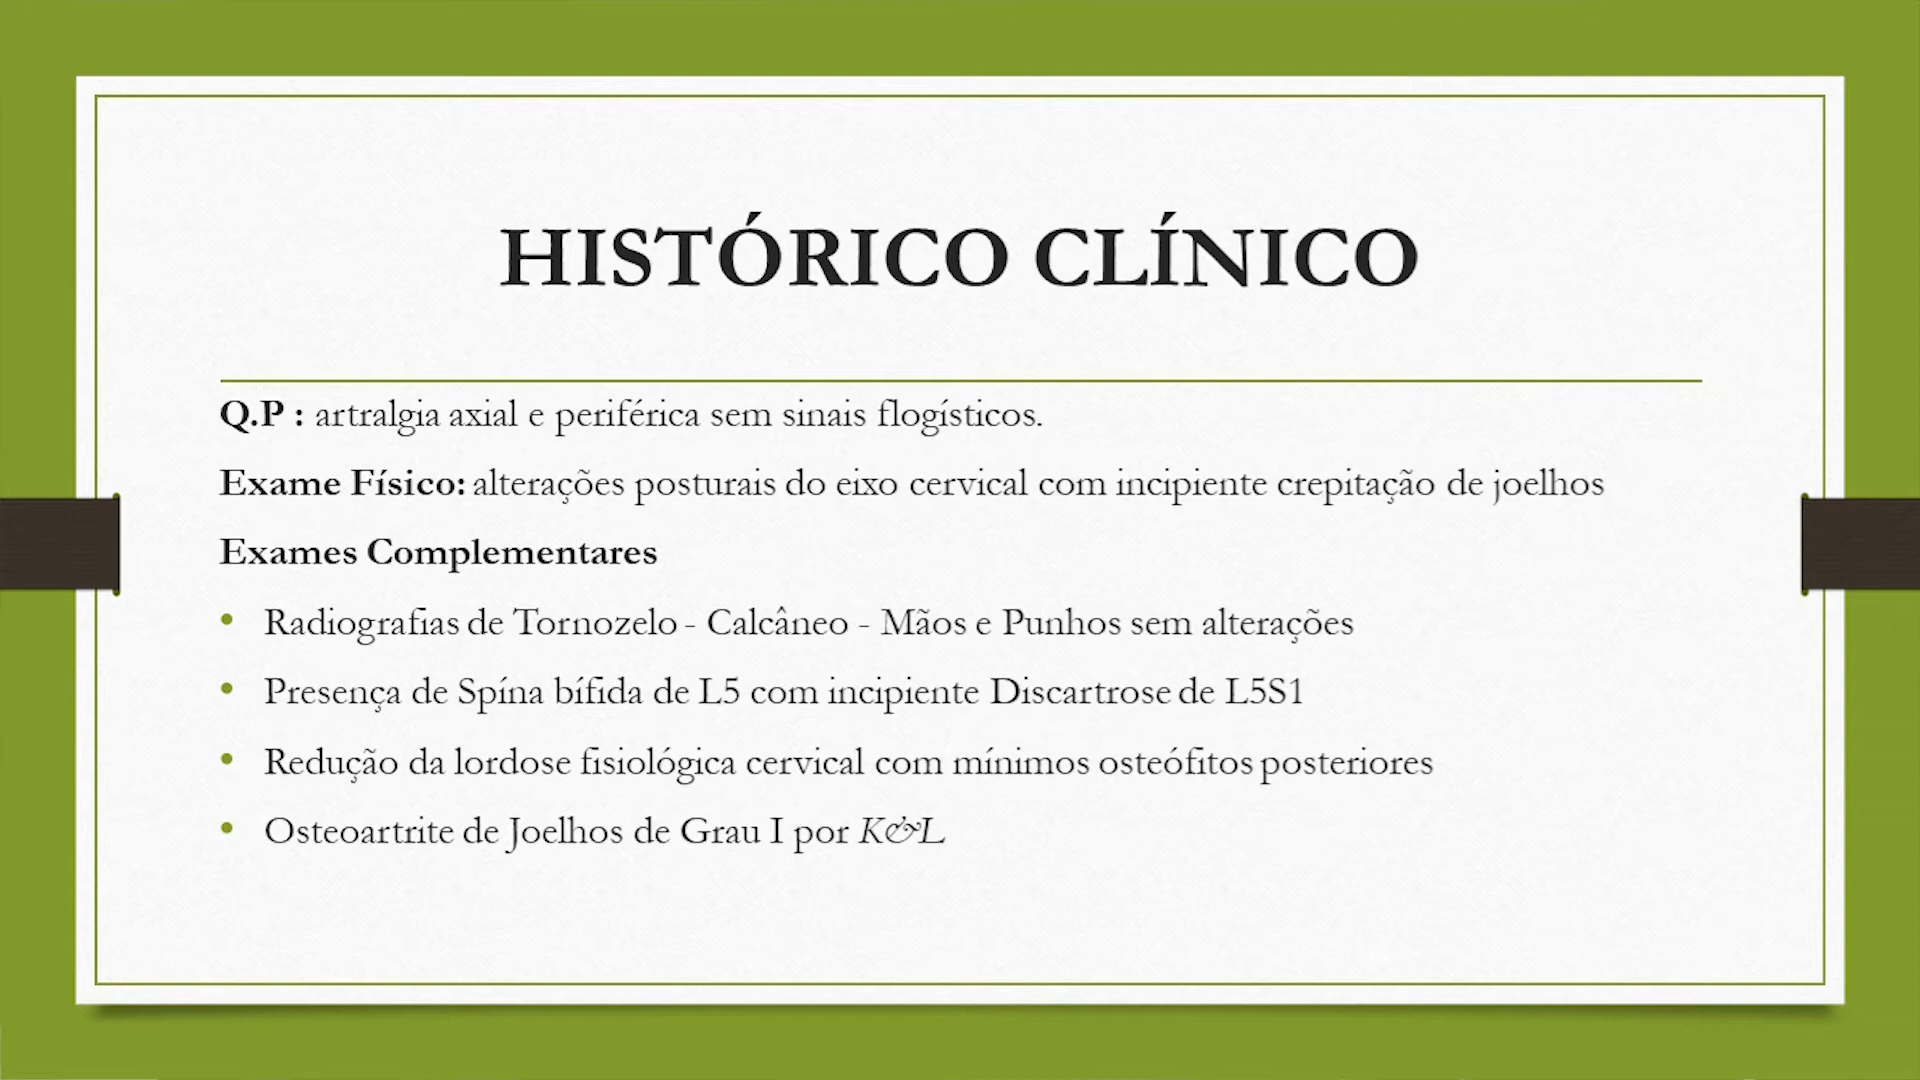 HISTÓRICO CLÍNICO
Q.P : artralgia axial e periférica sem sinais flogísticos.
Exame Físico: alterações posturais do eixo cervical com incipiente crepitação de joelhos
Exames Complementares
• Radiografias de Tornozelo - Calcâneo - Mãos e Punhos sem alterações
• Presença de Spína bífida de L5 com incipiente Discartrose de L5S1
• Redução da lordose fisiológica cervical com mínimos osteófitos posteriores
• Osteoartrite de Joelhos de Grau I por K&L